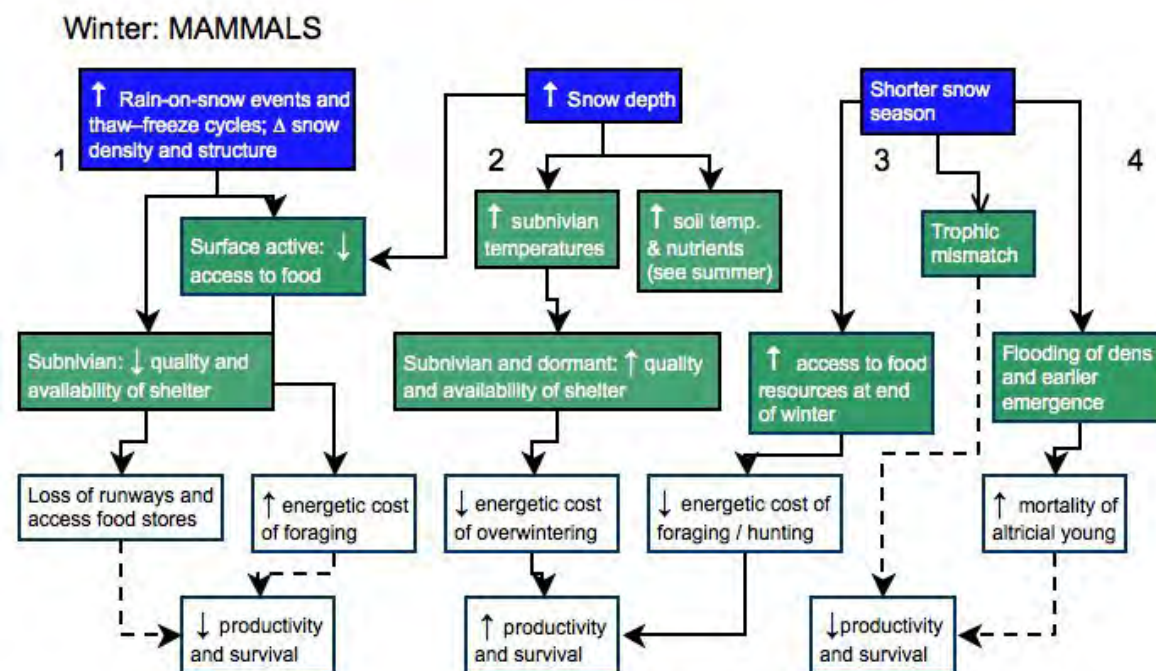 Winter: MAMMALS
↑ Rain-on-snow events and
thaw–freeze cycles; Δ snow
density and structure
↑ Snow depth
Shorter snow
season
1
2
3
4
Surface active: ↓
access to food
↑ subnivian
temperatures
↑ soil temp.
& nutrients
(see summer)
Trophic
mismatch
Subnivian: ↓ quality and
availability of shelter
Subnivian and dormant: ↑ quality
and availability of shelter
↑ access to food
resources at end
of winter
Flooding of dens
and earlier
emergence
Loss of runways and
access food stores
↑ energetic cost
of foraging
↓ energetic cost
of overwintering
↓ energetic cost of
foraging / hunting
↑ mortality of
altricial young
↓ productivity
and survival
↑ productivity
and survival
↓productivity
and survival